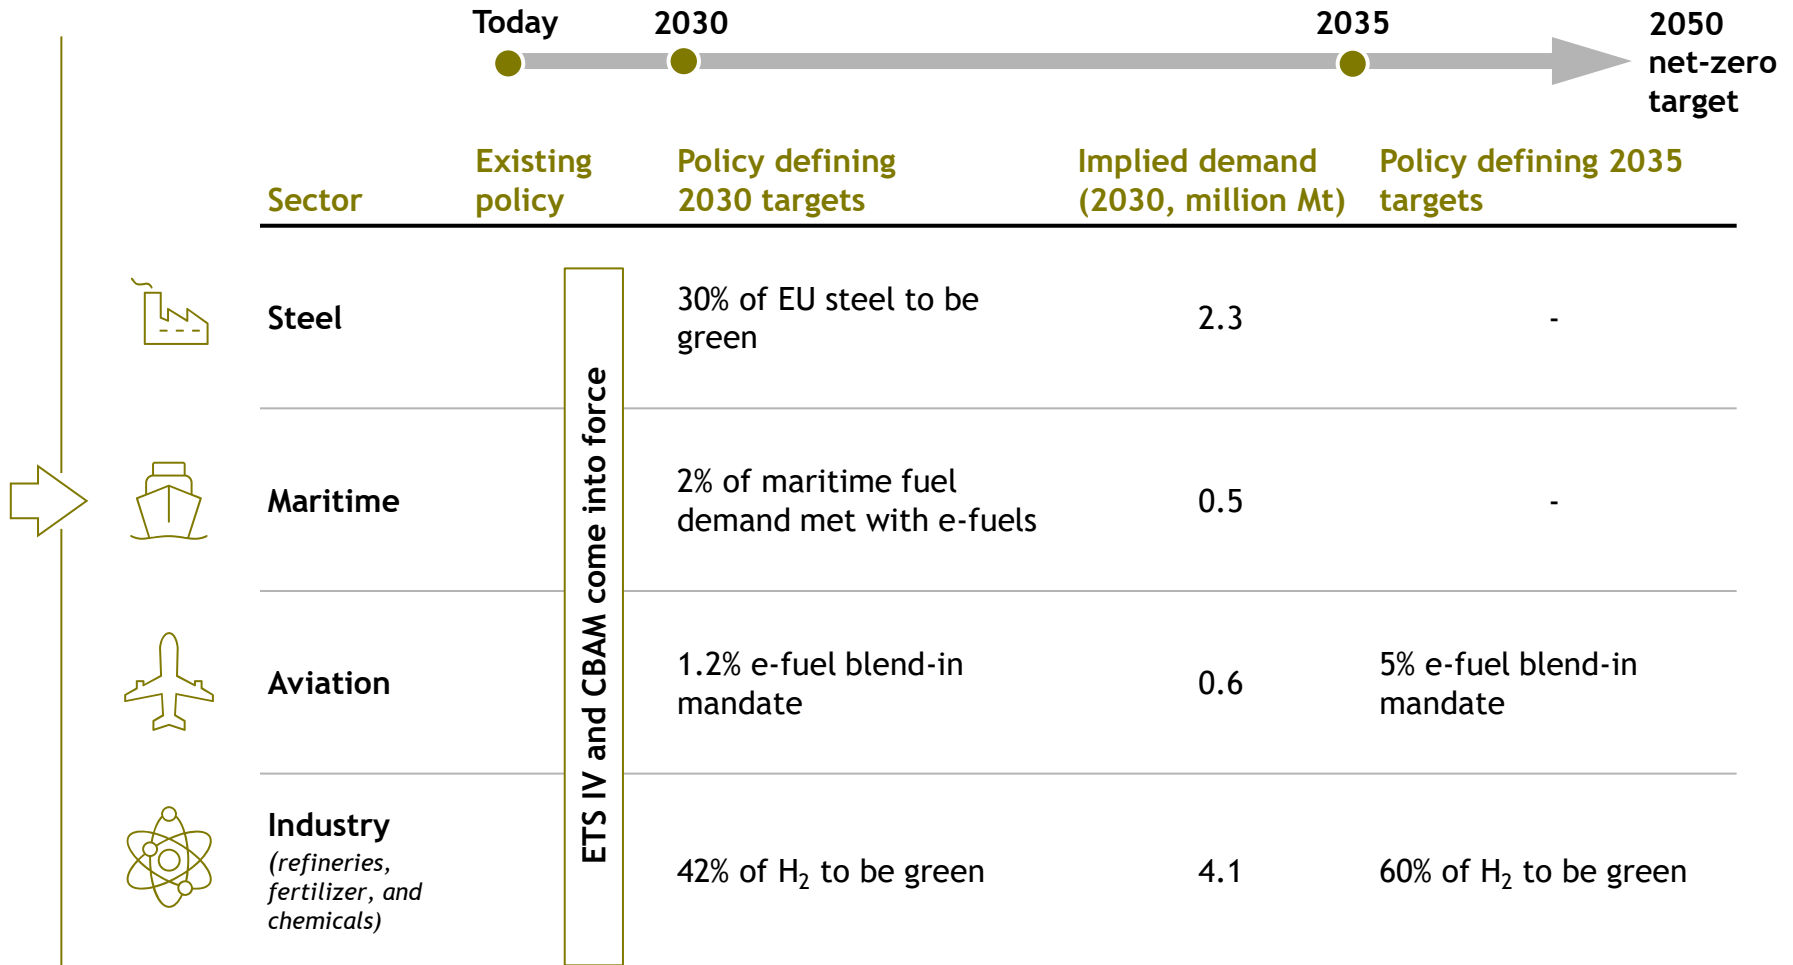 Today
2030
2035
2050
net-zero
target
Existing
policy
Policy defining
2030 targets
Implied demand
(2030, million Mt)
Policy defining 2035
targets
Sector
ETS IV and CBAM come into force
Steel
30% of EU steel to be
green
2.3
-
Maritime
2% of maritime fuel
demand met with e-fuels
0.5
-
Aviation
1.2% e-fuel blend-in
mandate
0.6
5% e-fuel blend-in
mandate
Industry
(refineries,
fertilizer, and
chemicals)
42% of H₂ to be green
4.1
60% of H₂ to be green